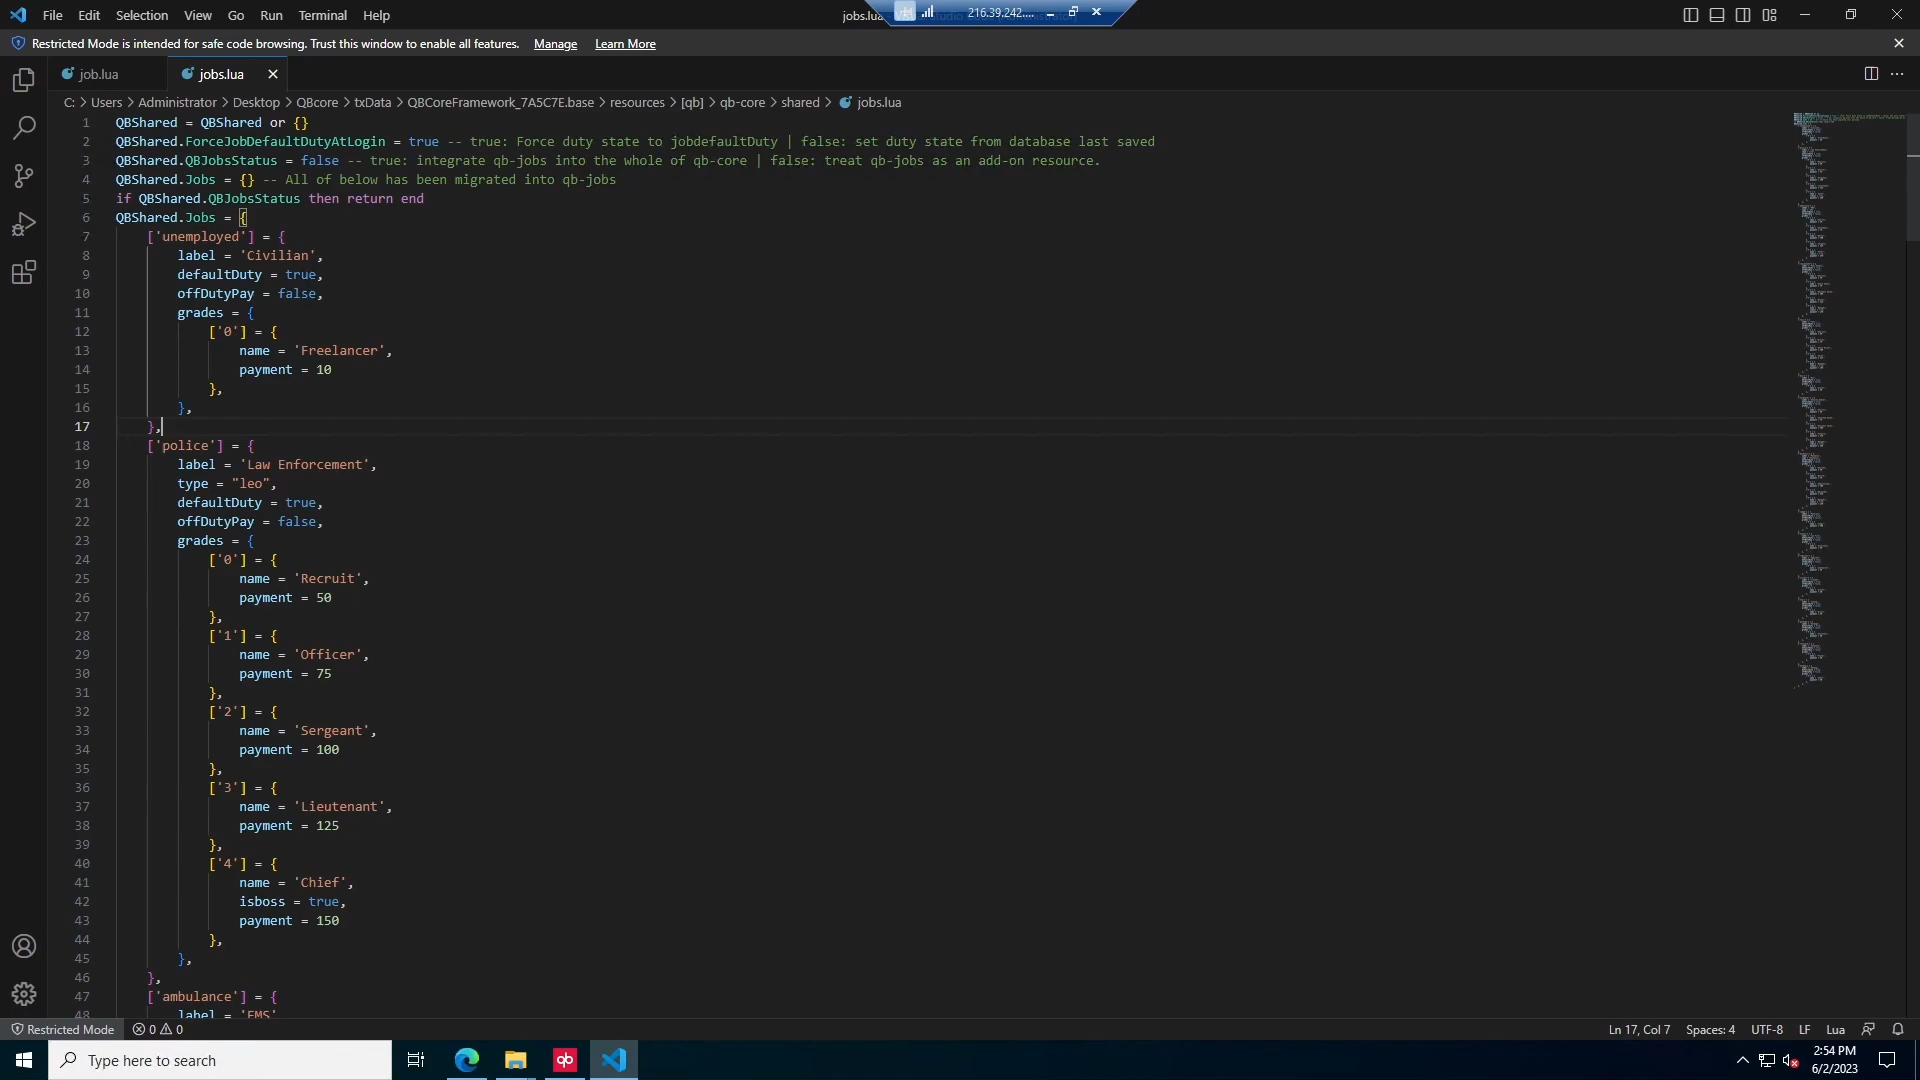 File Edit Selection View Go Run Terminal Help
jobs.lua
216.39.242....
Restricted Mode is intended for safe code browsing. Trust this window to enable all features. Manage Learn More
job.lua
jobs.lua
C: > Users > Administrator > Desktop > QBcore > txData > QBCoreFramework_7A5C7E.base > resources > [qb] > qb-core > shared > jobs.lua
1 QBShared = QBShared or {}
2 QBShared.ForceJobDefaultDutyAtLogin = true -- true: Force duty state to jobdefaultDuty | false: set duty state from database last saved
3 QBShared.QBJobsStatus = false -- true: integrate qb-jobs into the whole of qb-core | false: treat qb-jobs as an add-on resource.
4 QBShared.Jobs = {} -- All of below has been migrated into qb-jobs
5 if QBShared.QBJobsStatus then return end
6 QBShared.Jobs = {
7 ['unemployed'] = {
8 label = 'Civilian',
9 defaultDuty = true,
10 offDutyPay = false,
11 grades = {
12 ['0'] = {
13 name = 'Freelancer',
14 payment = 10
15 },
16 },
17 },
18 ['police'] = {
19 label = 'Law Enforcement',
20 type = "leo",
21 defaultDuty = true,
22 offDutyPay = false,
23 grades = {
24 ['0'] = {
25 name = 'Recruit',
26 payment = 50
27 },
28 ['1'] = {
29 name = 'Officer',
30 payment = 75
31 },
32 ['2'] = {
33 name = 'Sergeant',
34 payment = 100
35 },
36 ['3'] = {
37 name = 'Lieutenant',
38 payment = 125
39 },
40 ['4'] = {
41 name = 'Chief',
42 isboss = true,
43 payment = 150
44 },
45 },
46 },
47 ['ambulance'] = {
48 label = 'EMS'
Restricted Mode 0 0 Ln 17, Col 7 Spaces: 4 UTF-8 LF Lua
Type here to search
qb
2:54 PM
6/2/2023